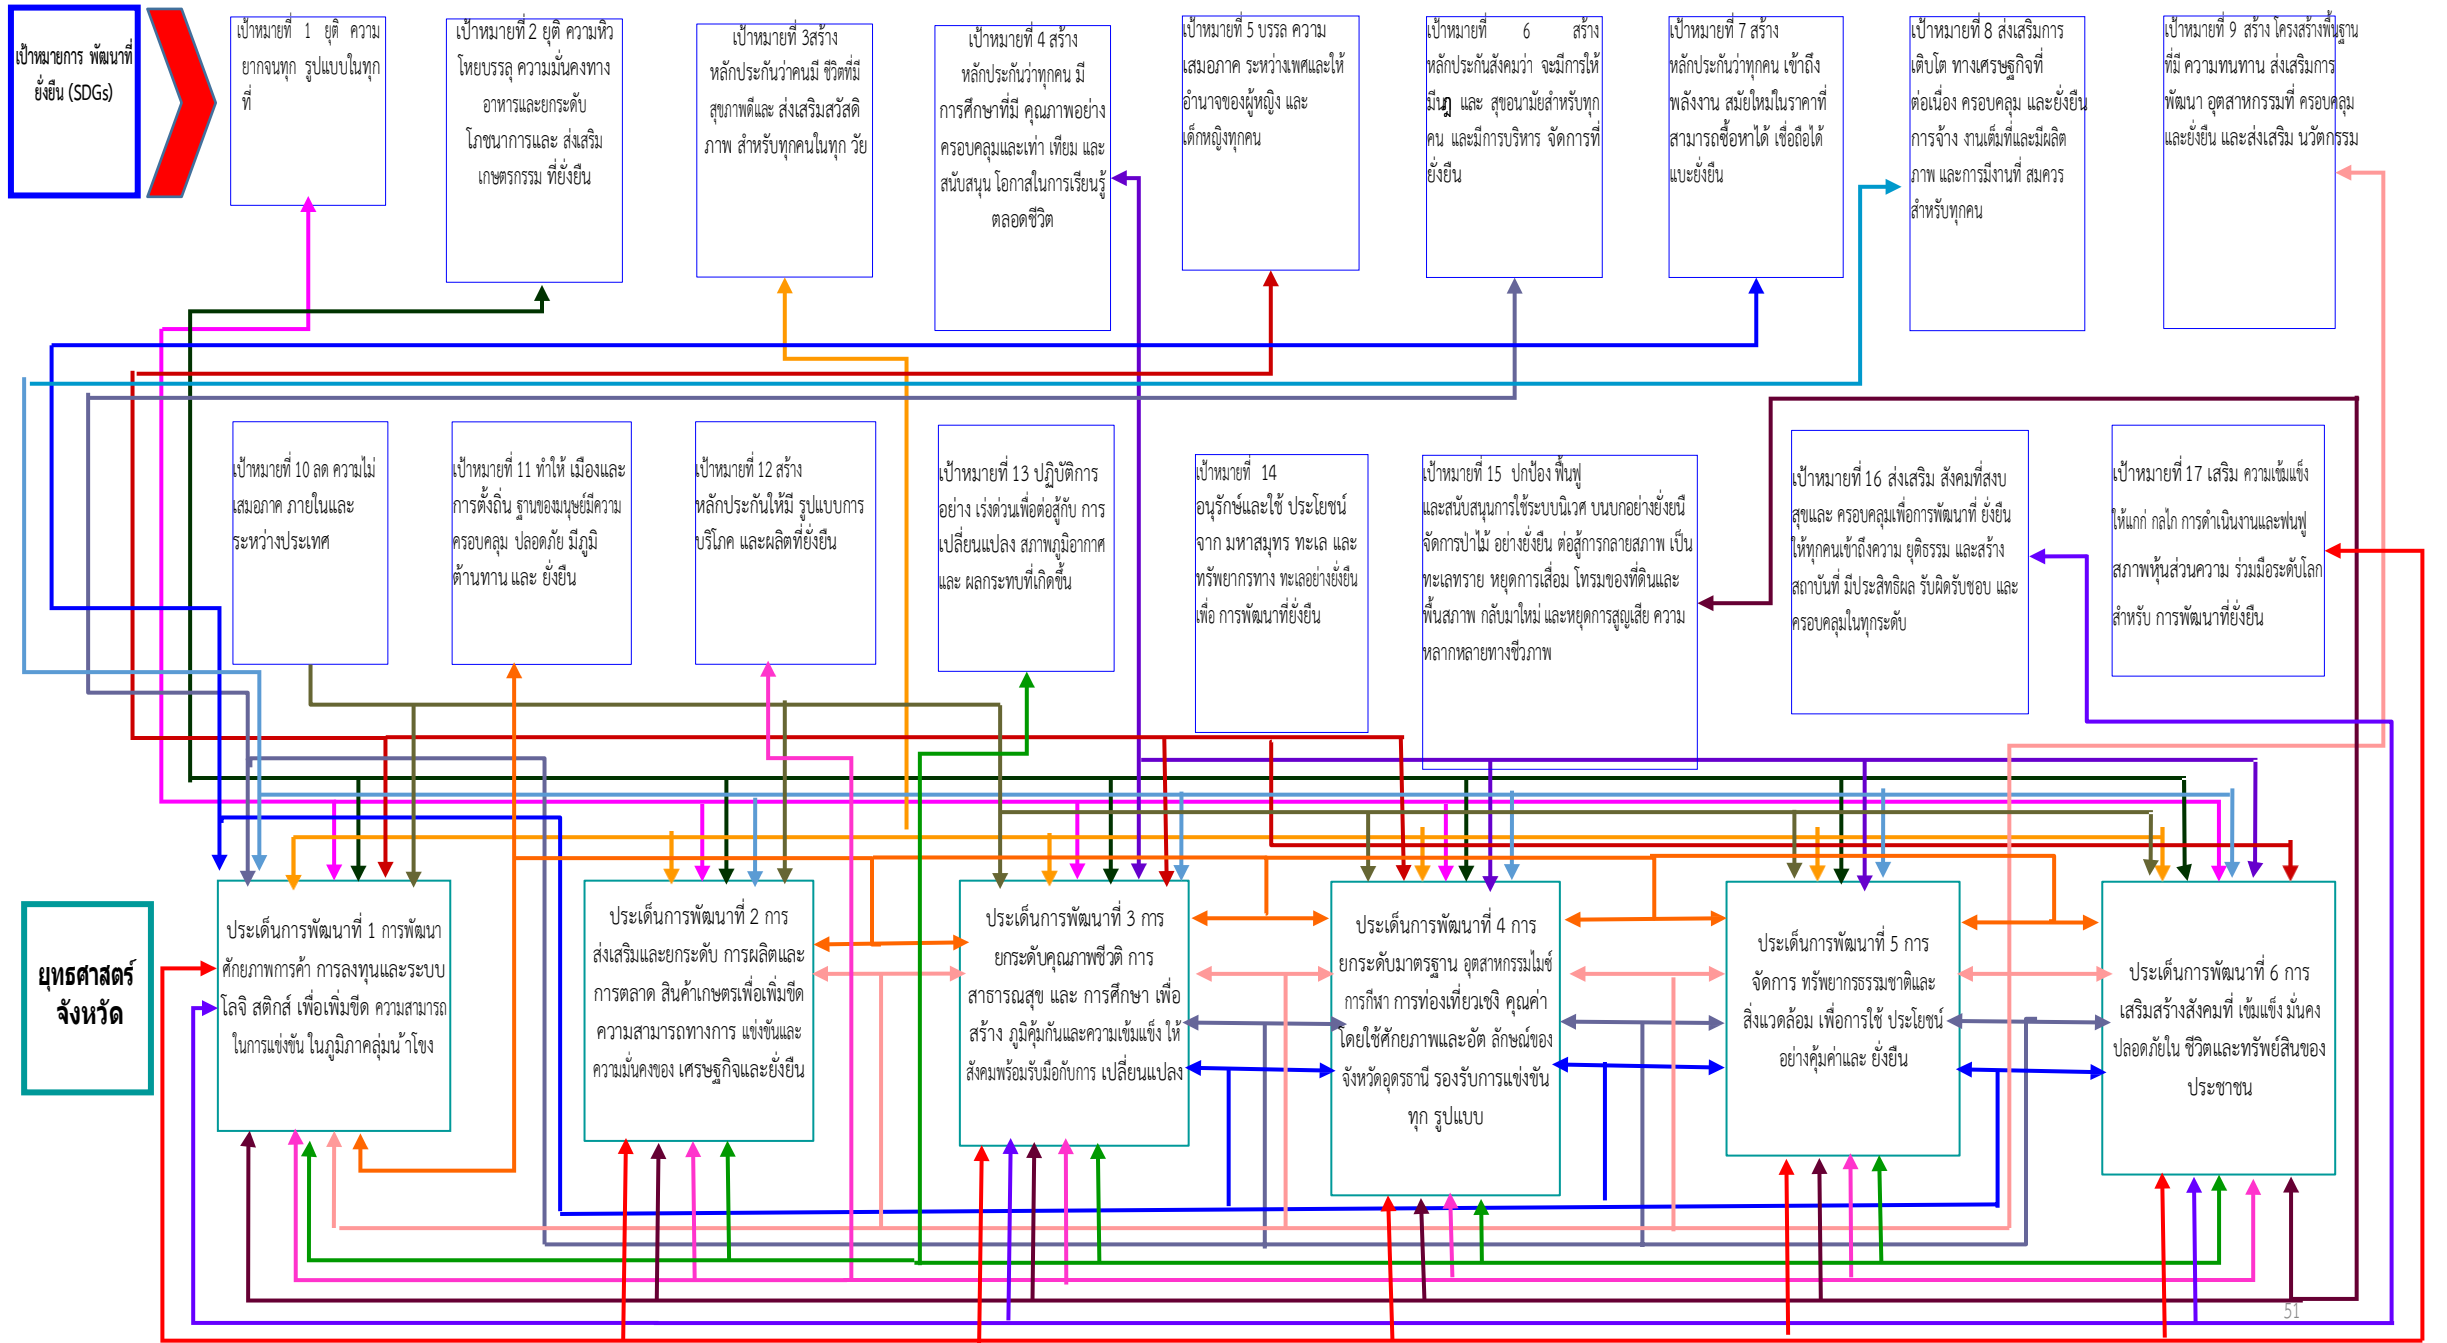 เป้าหมายการ พัฒนาที่
ยั่งยืน (SDGs)
เป้าหมายที่ 1 ยุติ ความ
ยากจนทุก รูปแบบในทุก
ที่
เป้าหมายที่ 2 ยุติ ความหิว
โหยบรรลุ ความมั่นคงทาง
อาหารและยกระดับ
โภชนาการและ ส่งเสริม
เกษตรกรรม ที่ยั่งยืน
เป้าหมายที่ 3สร้าง
หลักประกันว่าคนมี ชีวิตที่มี
สุขภาพดีและ ส่งเสริมสวัสดิ
ภาพ สำหรับทุกคนในทุก วัย
เป้าหมายที่ 4 สร้าง
หลักประกันว่าทุกคน มี
การศึกษาที่มี คุณภาพอย่าง
ครอบคลุมและเท่า เทียม และ
สนับสนุน โอกาสในการเรียนรู้
ตลอดชีวิต
เป้าหมายที่ 5 บรรล ความ
เสมอภาค ระหว่างเพศและให้
อำนาจของผู้หญิง และ
เด็กหญิงทุกคน
เป้าหมายที่ 6 สร้าง
หลักประกันสังคมว่า จะมีการให้
และ สุขอนามัยสำหรับทุก
คน และมีการบริหาร จัดการที่
ยั่งยืน
เป้าหมายที่ 7 สร้าง
หลักประกันว่าทุกคน เข้าถึง
พลังงาน สมัยใหม่ในราคาที่
สามารถซื้อหาได้ เชื่อถือได้
แบะยั่งยืน
เป้าหมายที่ 8 ส่งเสริมการ
เติบโต ทางเศรษฐกิจที่
ต่อเนื่อง ครอบคลุม และยั่งยืน
การจ้าง งานเต็มที่และมีผลิต
ภาพ และการมีงานที่ สมควร
สำหรับทุกคน
เป้าหมายที่ 9 สร้าง โครงสร้างพื้นฐาน
ที่มี ความทนทาน ส่งเสริมการ
พัฒนา อุตสาหกรรมที่ ครอบคลุม
และยั่งยืน และส่งเสริม นวัตกรรม
เป้าหมายที่ 10 ลด ความไม่
เสมอภาค ภายในและ
ระหว่างประเทศ
เป้าหมายที่ 11 ทำให้ เมืองและ
การตั้งถิ่น ฐานของมนุษย์มีความ
ครอบคลุม ปลอดภัย มีภูมิ
ต้านทาน และ ยั่งยืน
เป้าหมายที่ 12 สร้าง
หลักประกันให้มี รูปแบบการ
บริโภค และผลิตที่ยั่งยืน
เป้าหมายที่ 13 ปฏิบัติการ
อย่าง เร่งด่วนเพื่อต่อสู้กับ การ
เปลี่ยนแปลง สภาพภูมิอากาศ
และ ผลกระทบที่เกิดขึ้น
เป้าหมายที่ 14
อนุรักษ์และใช้ ประโยชน์
จาก มหาสมุทร ทะเล และ
ทรัพยากรทาง ทะเลอย่างยั่งยืน
เพื่อ การพัฒนาที่ยั่งยืน
เป้าหมายที่ 15 ปกป้อง ฟื้นฟู
และสนับสนุนการใช้ระบบนิเวศ บนบกอย่างยั่งยืน
จัดการป่าไม้ อย่างยั่งยืน ต่อสู้การกลายสภาพ เป็น
ทะเลทราย หยุดการเสื่อม โทรมของที่ดินและ
พื้นสภาพ กลับมาใหม่ และหยุดการสูญเสีย ความ
หลากหลายทางชีวภาพ
เป้าหมายที่ 16 ส่งเสริม สังคมที่สงบ
สุขและ ครอบคลุมเพื่อการพัฒนาที่ ยั่งยืน
ให้ทุกคนเข้าถึงความ ยุติธรรม และสร้าง
สถาบันที่ มีประสิทธิผล รับผิดรับชอบ และ
ครอบคลุมในทุกระดับ
เป้าหมายที่ 17 เสริม ความเข้มแข็ง
ให้แก่ กลไก การดำเนินงานและฟนฟู
สภาพหุ้นส่วนความ ร่วมมือระดับโลก
สำหรับ การพัฒนาที่ยั่งยืน
ยุทธศาสตร์
จังหวัด
ประเด็นการพัฒนาที่ 1 การพัฒนา
ศักยภาพการค้า การลงทุนและระบบ
โลจิ สติกส์ เพื่อเพิ่มขีด ความสามารถ
ในการแข่งขัน ในภูมิภาคลุ่มน้ำโขง
ประเด็นการพัฒนาที่ 2 การ
ส่งเสริมและยกระดับ การผลิตและ
การตลาด สินค้าเกษตรเพื่อเพิ่มขีด
ความสามารถทางการ แข่งขันและ
ความมั่นคงของ เศรษฐกิจและยั่งยืน
ประเด็นการพัฒนาที่ 3 การ
ยกระดับคุณภาพชีวติ การ
สาธารณสุข และ การศึกษา เพื่อ
สร้าง ภูมิคุ้มกันและความเข้มแข็ง ให้
สังคมพร้อมรับมือกับการ เปลี่ยนแปลง
ประเด็นการพัฒนาที่ 4 การ
ยกระดับมาตรฐาน อุตสาหกรรมไมซ์
การกีฬา การท่องเที่ยวเชิง คุณค่า
โดยใช้ศักยภาพและอัต ลักษณ์ของ
จังหวัดอุดรธานี รองรับการแข่งขัน
ทุก รูปแบบ
ประเด็นการพัฒนาที่ 5 การ
จัดการ ทรัพยากรธรรมชาติและ
สิ่งแวดล้อม เพื่อการใช้ ประโยชน์
อย่างคุ้มค่าและ ยั่งยืน
ประเด็นการพัฒนาที่ 6 การ
เสริมสร้างสังคมที่ เข้มแข็ง มั่นคง
ปลอดภัยใน ชีวิตและทรัพย์สินของ
ประชาชน
51